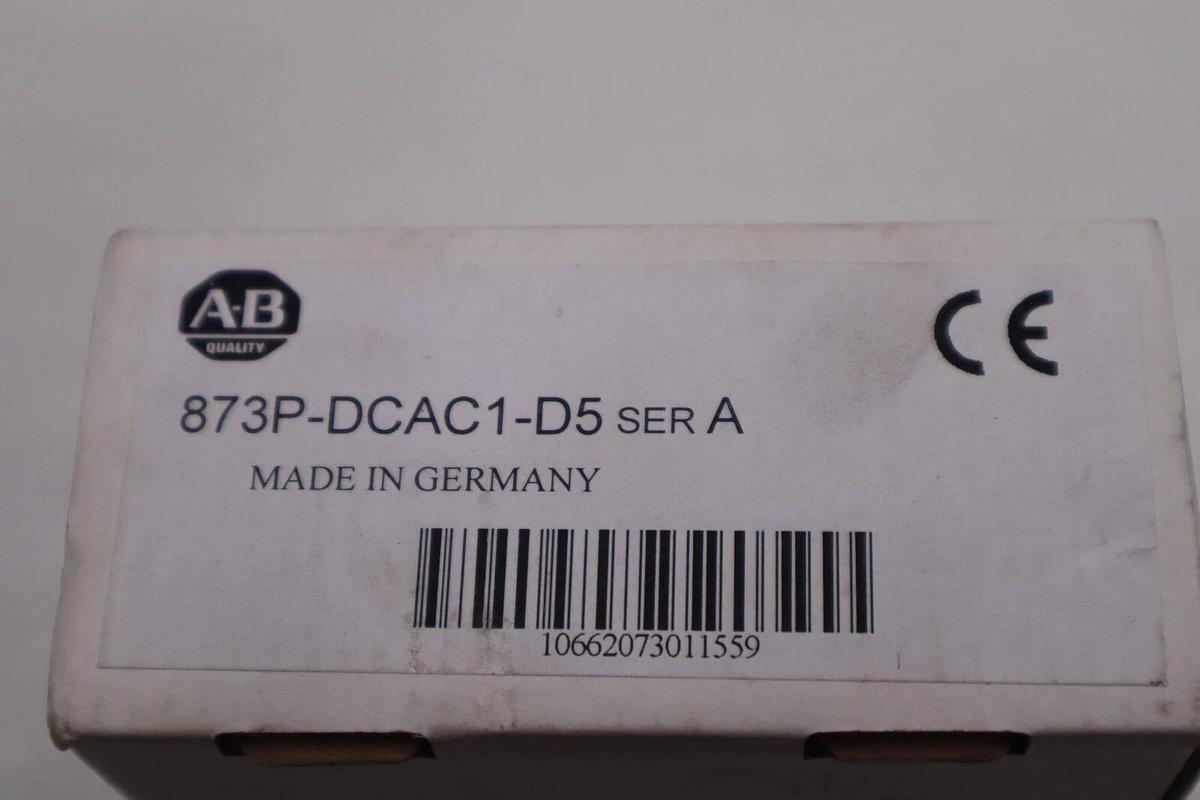 A-B
QUALITY
CE
873P-DCAC1-D5 SER A
MADE IN GERMANY
10662073011559